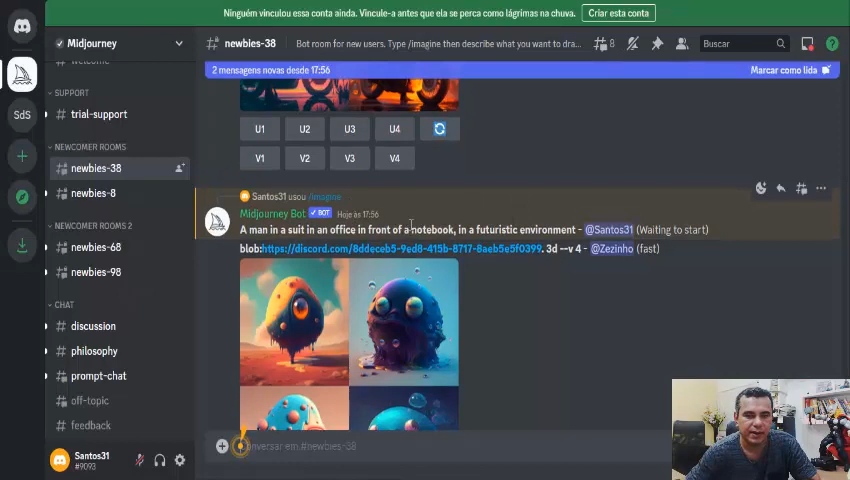 Ninguém vinculou essa conta ainda. Vincule-a antes que ela se perca como lágrimas na chuva. Criar esta conta
Midjourney
newbies-38 Bot room for new users. Type /imagine then describe what you want to dra... 8 Buscar
welcome
2 mensagens novas desde 17:56 Marcar como lida
SUPPORT
trial-support
NEWCOMER ROOMS
newbies-38
newbies-8
NEWCOMER ROOMS 2
newbies-68
newbies-98
CHAT
discussion
philosophy
prompt-chat
off-topic
feedback
Santos31
#9093
SdS
U1 U2 U3 U4
V1 V2 V3 V4
Santos31 usou /imagine
Midjourney Bot BOT Hoje às 17:56
A man in a suit in an office in front of a notebook, in a futuristic environment - @Santos31 (Waiting to start)
blob:https://discord.com/8ddeceb5-9ed8-415b-8717-8aeb5e5f0399. 3d --v 4 - @Zezinho (fast)
Conversar em #newbies-38